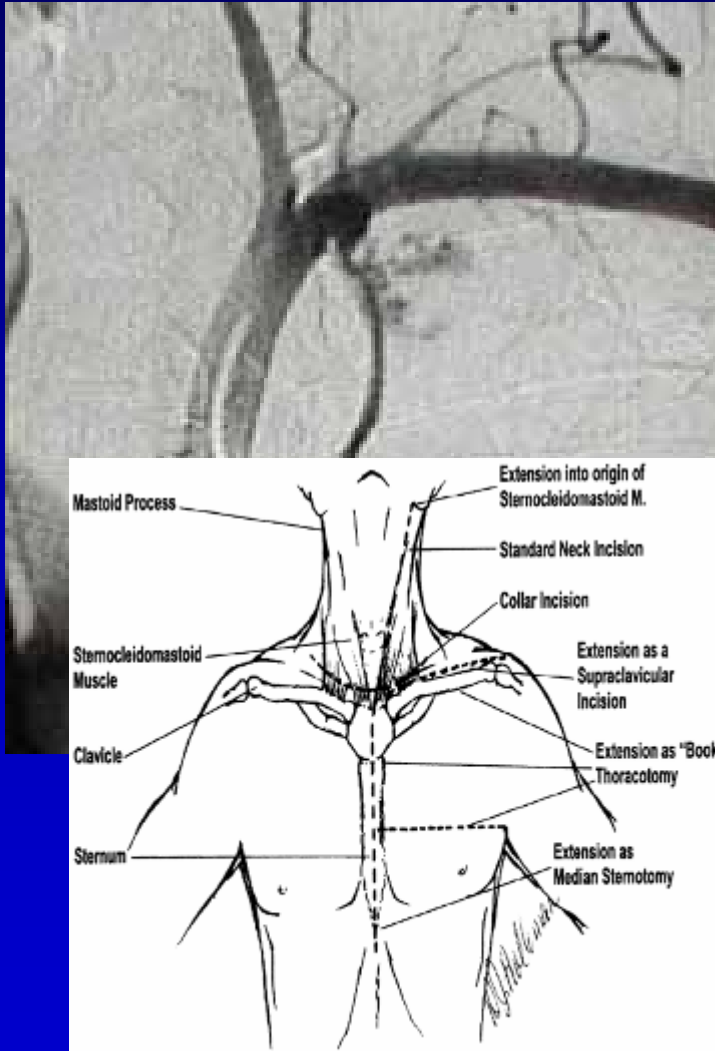 Mastoid Process
Extension into origin of
Sternocleidomastoid M.
Standard Neck Incision
Collar Incision
Sternocleidomastoid
Muscle
Extension as a
Supraclavicular
Incision
Clavicle
Extension as "Book
Thoracotomy
Sternum
Extension as
Median Sternotomy